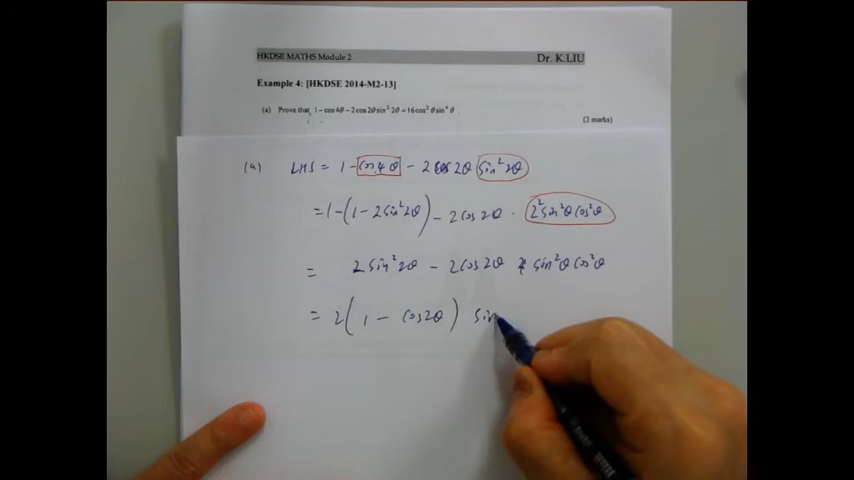 HKDSE MATHS Module 2 Dr. K.LIU
Example 4: [HKDSE 2014-M2-13]
(a) Prove that 1 − cos 4θ − 2 cos 2θ sin² 2θ = 16 cos² θ sin⁴ θ .
(2 marks)
(a) LHS = 1 - cos 4θ - 2 cos 2θ sin² 2θ
= 1 - (1 - 2 sin² 2θ) - 2 cos 2θ · 2² sin² θ cos² θ
= 2 sin² 2θ - 2 cos 2θ sin² θ cos² θ
= 2(1 - cos 2θ) sin